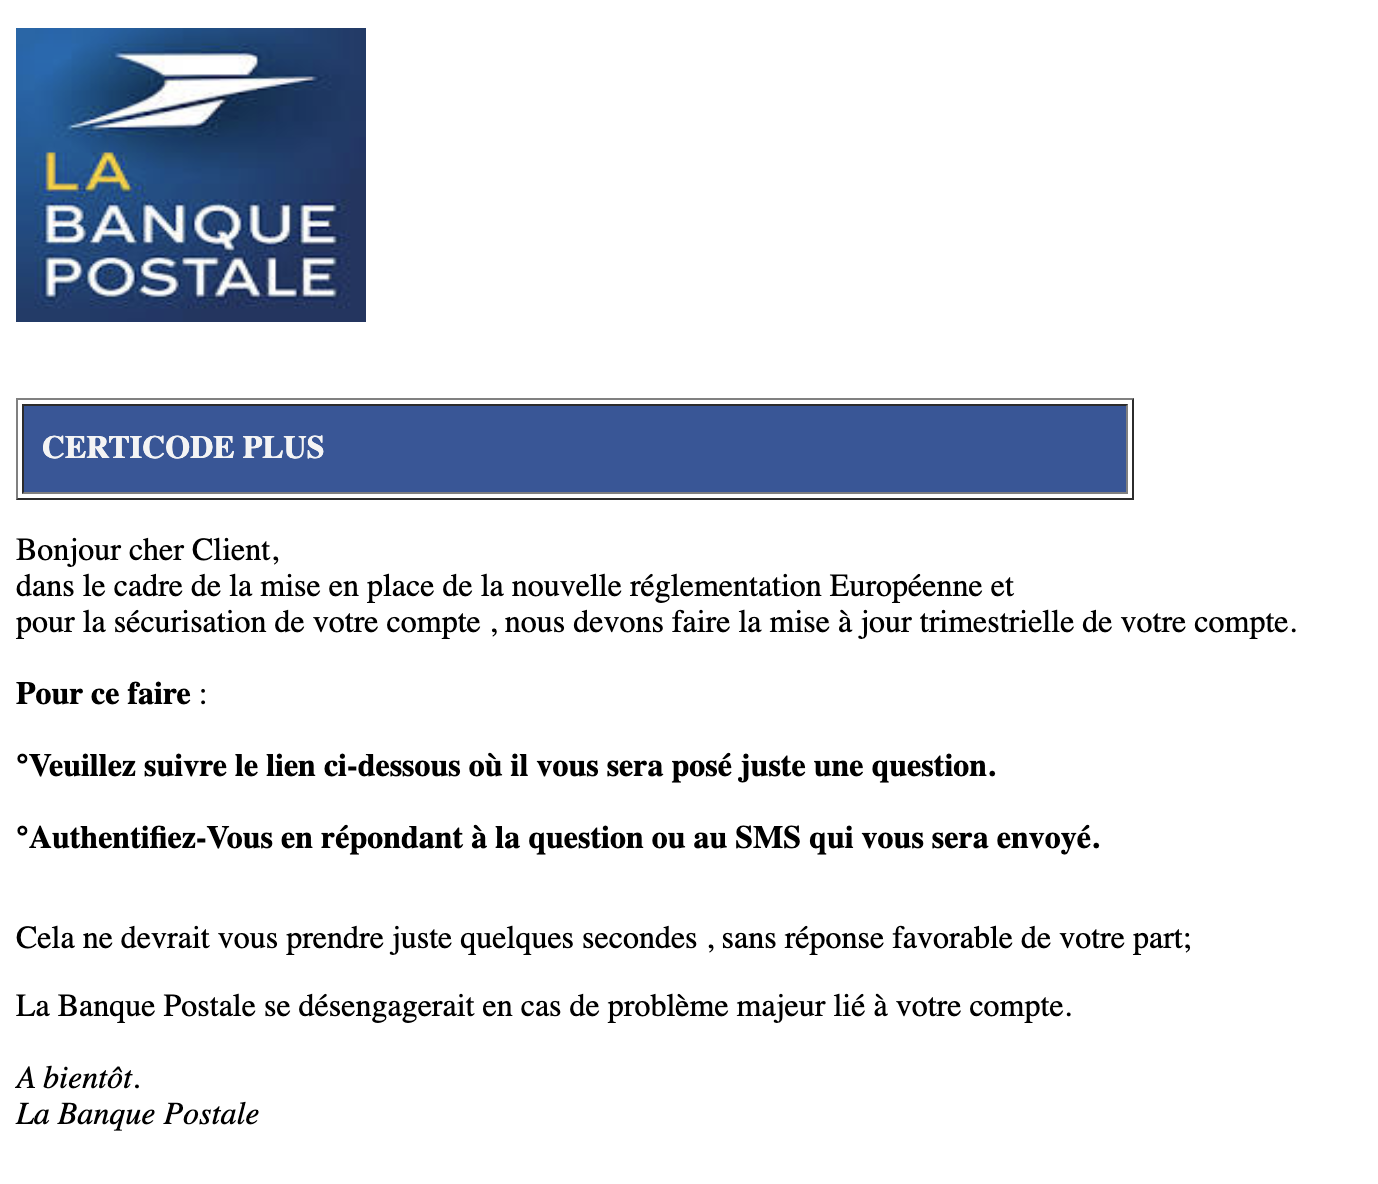 LA
BANQUE
POSTALE
CERTICODE PLUS
Bonjour cher Client,
dans le cadre de la mise en place de la nouvelle réglementation Européenne et
pour la sécurisation de votre compte , nous devons faire la mise à jour trimestrielle de votre compte.
Pour ce faire :
°Veuillez suivre le lien ci-dessous où il vous sera posé juste une question.
°Authentifiez-Vous en répondant à la question ou au SMS qui vous sera envoyé.
Cela ne devrait vous prendre juste quelques secondes , sans réponse favorable de votre part;
La Banque Postale se désengagerait en cas de problème majeur lié à votre compte.
A bientôt.
La Banque Postale